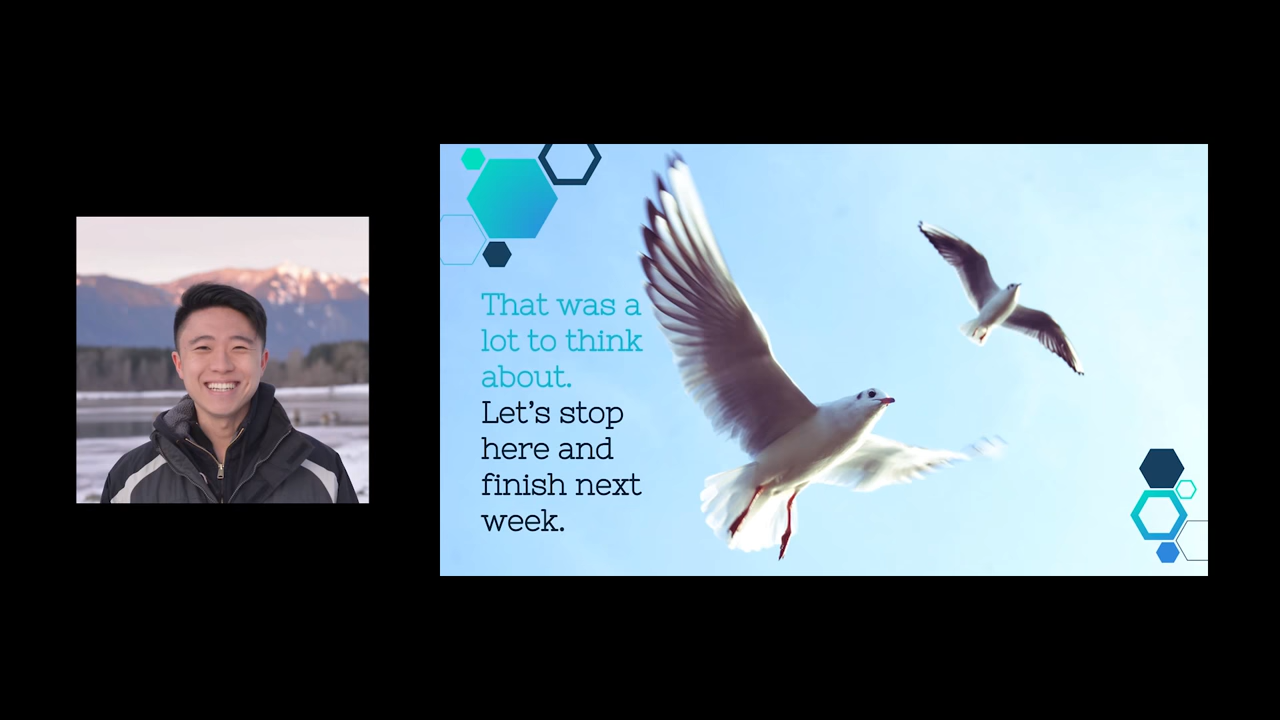 That was a
lot to think
about.
Let’s stop
here and
finish next
week.